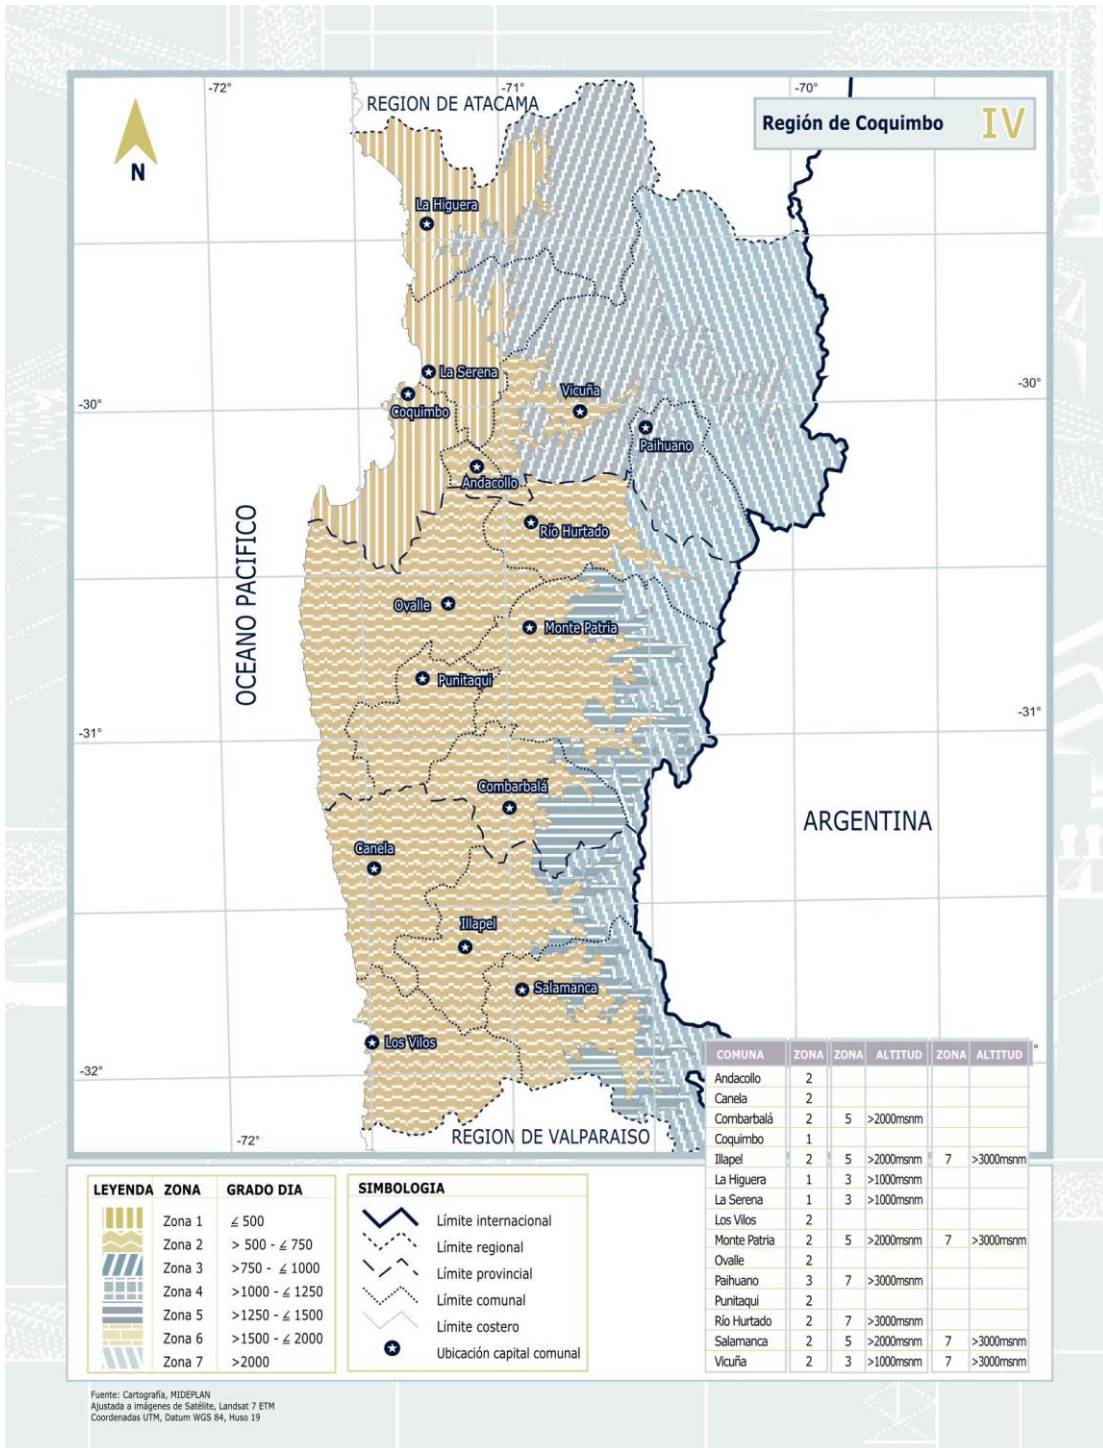 -72°
-71°
-70°
REGION DE ATACAMA
Región de Coquimbo IV
N
La Higuera
La Serena
Coquimbo
Vicuña
Paihuano
Andacollo
-30°
-30°
Río Hurtado
OCEANO PACIFICO
Ovalle
Monte Patria
Punitaqui
-31°
-31°
Combarbalá
ARGENTINA
Canela
Illapel
Salamanca
Los Vilos
-32°
-72°
REGION DE VALPARAISO
COMUNA ZONA ZONA ALTITUD ZONA ALTITUD
Andacollo 2
Canela 2
Combarbalá 2 5 >2000msnm
Coquimbo 1
Illapel 2 5 >2000msnm 7 >3000msnm
La Higuera 1 3 >1000msnm
La Serena 1 3 >1000msnm
Los Vilos 2
Monte Patria 2 5 >2000msnm 7 >3000msnm
Ovalle 2
Paihuano 3 7 >3000msnm
Punitaqui 2
Río Hurtado 2 7 >3000msnm
Salamanca 2 5 >2000msnm 7 >3000msnm
Vicuña 2 3 >1000msnm 7 >3000msnm
LEYENDA ZONA GRADO DIA
Zona 1 ≤ 500
Zona 2 > 500 - ≤ 750
Zona 3 >750 - ≤ 1000
Zona 4 >1000 - ≤ 1250
Zona 5 >1250 - ≤ 1500
Zona 6 >1500 - ≤ 2000
Zona 7 >2000
SIMBOLOGIA
Límite internacional
Límite regional
Límite provincial
Límite comunal
Límite costero
Ubicación capital comunal
Fuente: Cartografía, MIDEPLAN
Ajustada a imágenes de Satélite, Landsat 7 ETM
Coordenadas UTM, Datum WGS 84, Huso 19